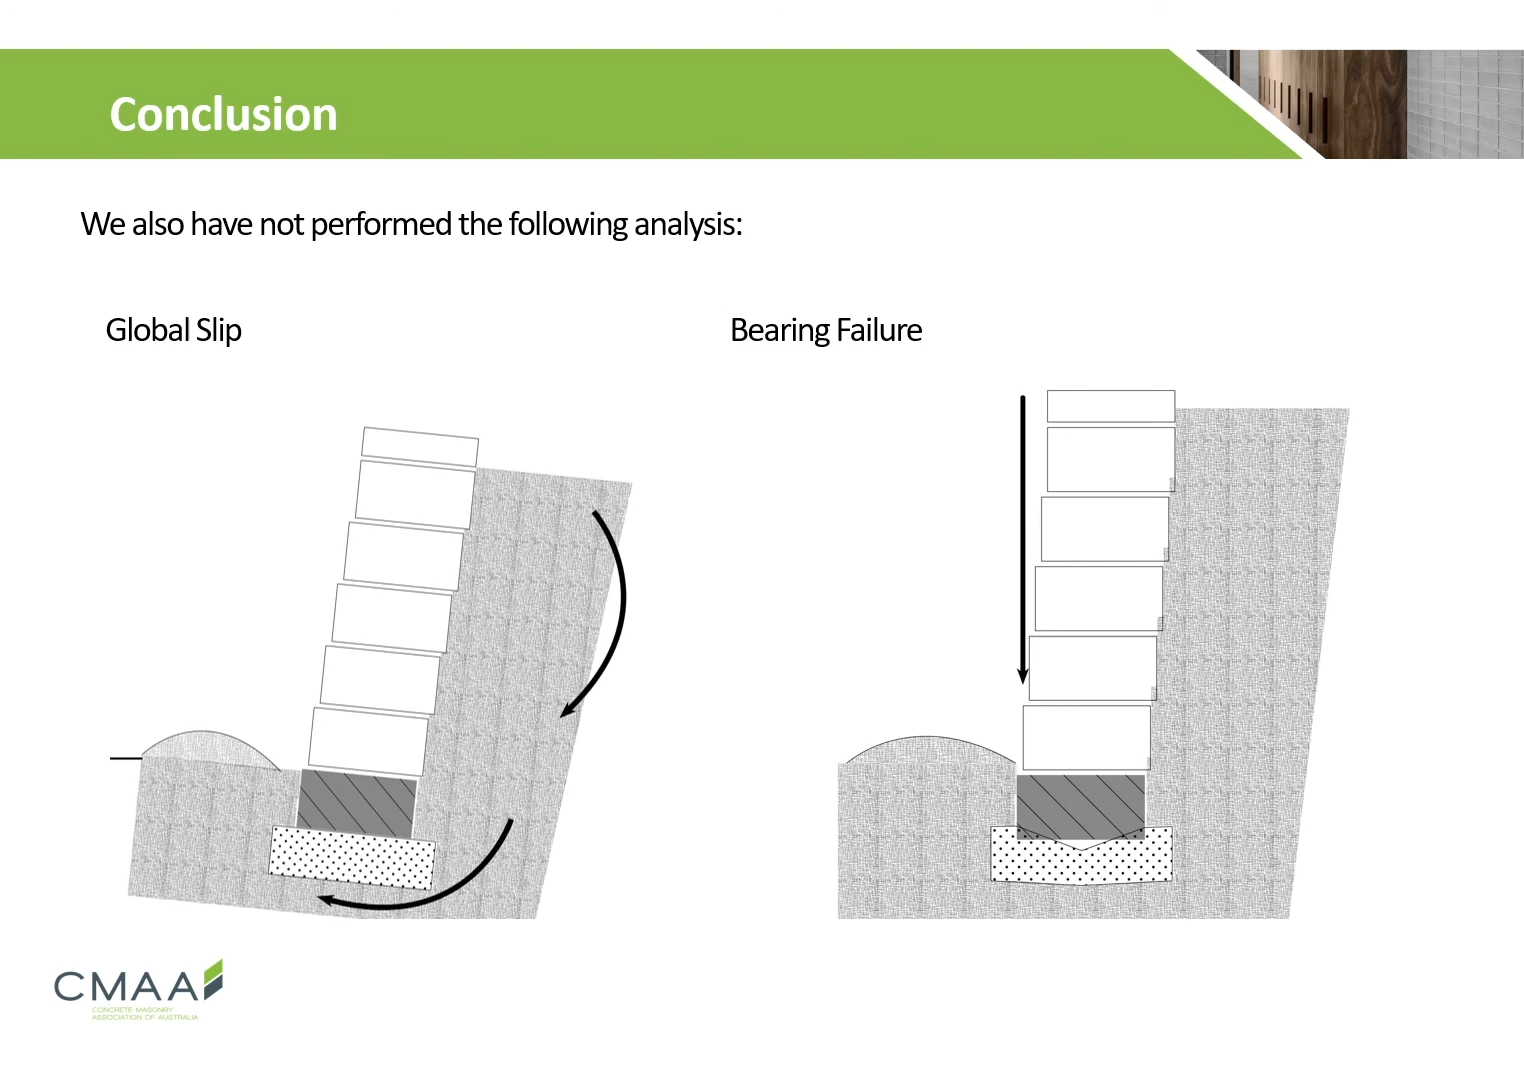 Conclusion
We also have not performed the following analysis:
Global Slip
Bearing Failure
CMAA
CONCRETE MASONRY
ASSOCIATION OF AUSTRALIA